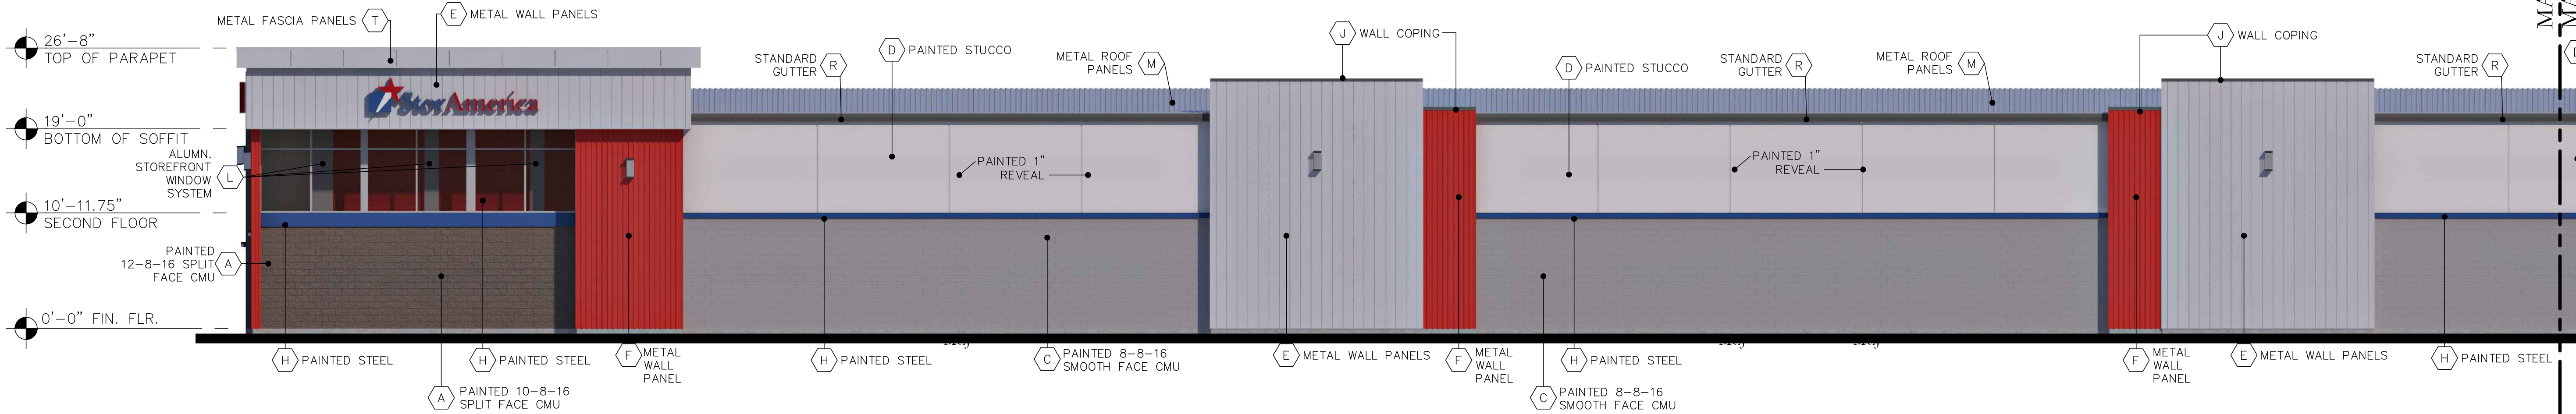 METAL FASCIA PANELS T
E METAL WALL PANELS
26'-8"
TOP OF PARAPET
19'-0"
BOTTOM OF SOFFIT
ALUMN.
STOREFRONT
WINDOW
SYSTEM
L
10'-11.75"
SECOND FLOOR
PAINTED
12-8-16 SPLIT
FACE CMU
A
0'-0" FIN. FLR.
StorAmerica
STANDARD
GUTTER
R
D PAINTED STUCCO
METAL ROOF
PANELS
M
J WALL COPING
PAINTED 1"
REVEAL
D PAINTED STUCCO
STANDARD
GUTTER
R
METAL ROOF
PANELS
M
PAINTED 1"
REVEAL
J WALL COPING
STANDARD
GUTTER
R
MA
MA
H PAINTED STEEL
H PAINTED STEEL
F METAL
WALL
PANEL
A PAINTED 10-8-16
SPLIT FACE CMU
H PAINTED STEEL
C PAINTED 8-8-16
SMOOTH FACE CMU
E METAL WALL PANELS
F METAL
WALL
PANEL
H PAINTED STEEL
C PAINTED 8-8-16
SMOOTH FACE CMU
F METAL
WALL
PANEL
E METAL WALL PANELS
H PAINTED STEEL